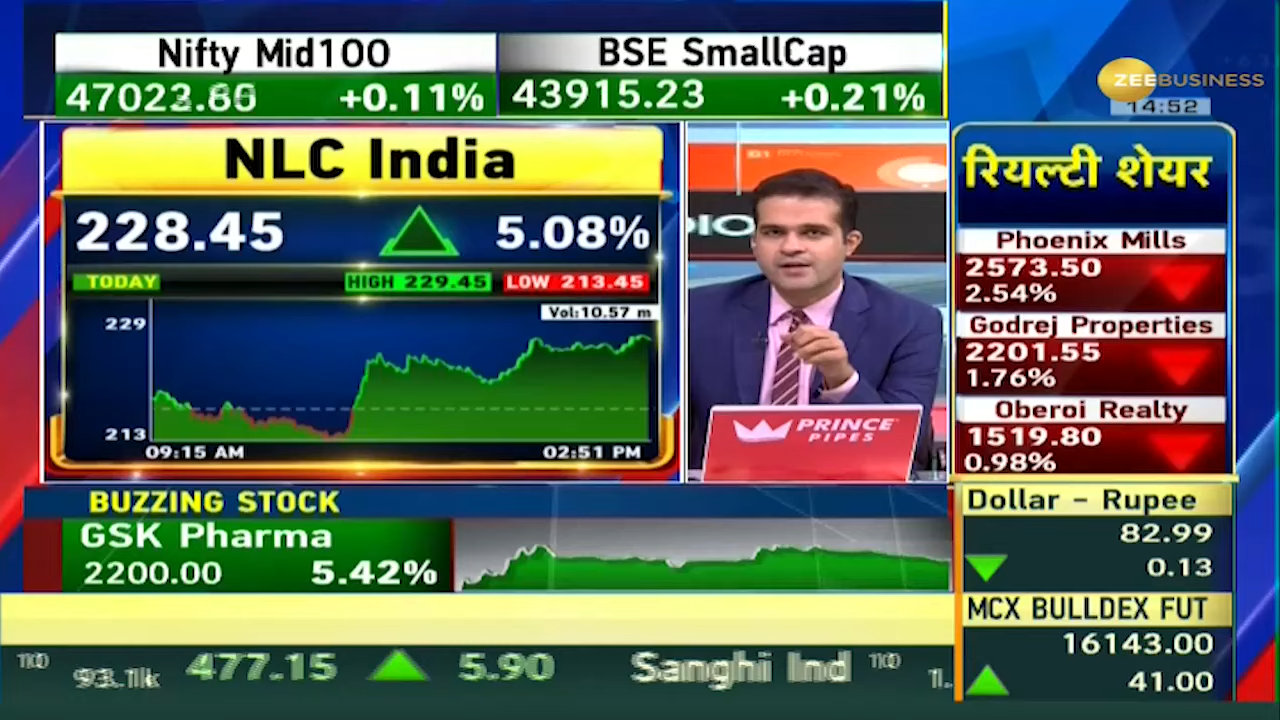 Nifty Mid100
BSE SmallCap
+0.11%
43915.23
+0.21%
ZEEBUSINESS
14:52
NLC India
228.45
5.08%
TODAY
HIGH 229.45
LOW 213.45
Vol:10.57 m
229
213
09:15 AM
02:51 PM
DIO
PRINCE
PIPES
रियल्टी शेयर
Phoenix Mills
2573.50
2.54%
Godrej Properties
2201.55
1.76%
Oberoi Realty
1519.80
0.98%
BUZZING STOCK
GSK Pharma
2200.00
5.42%
Dollar - Rupee
82.99
0.13
MCX BULLDEX FUT
16143.00
41.00
93.1k
477.15
5.90
Sanghi Ind